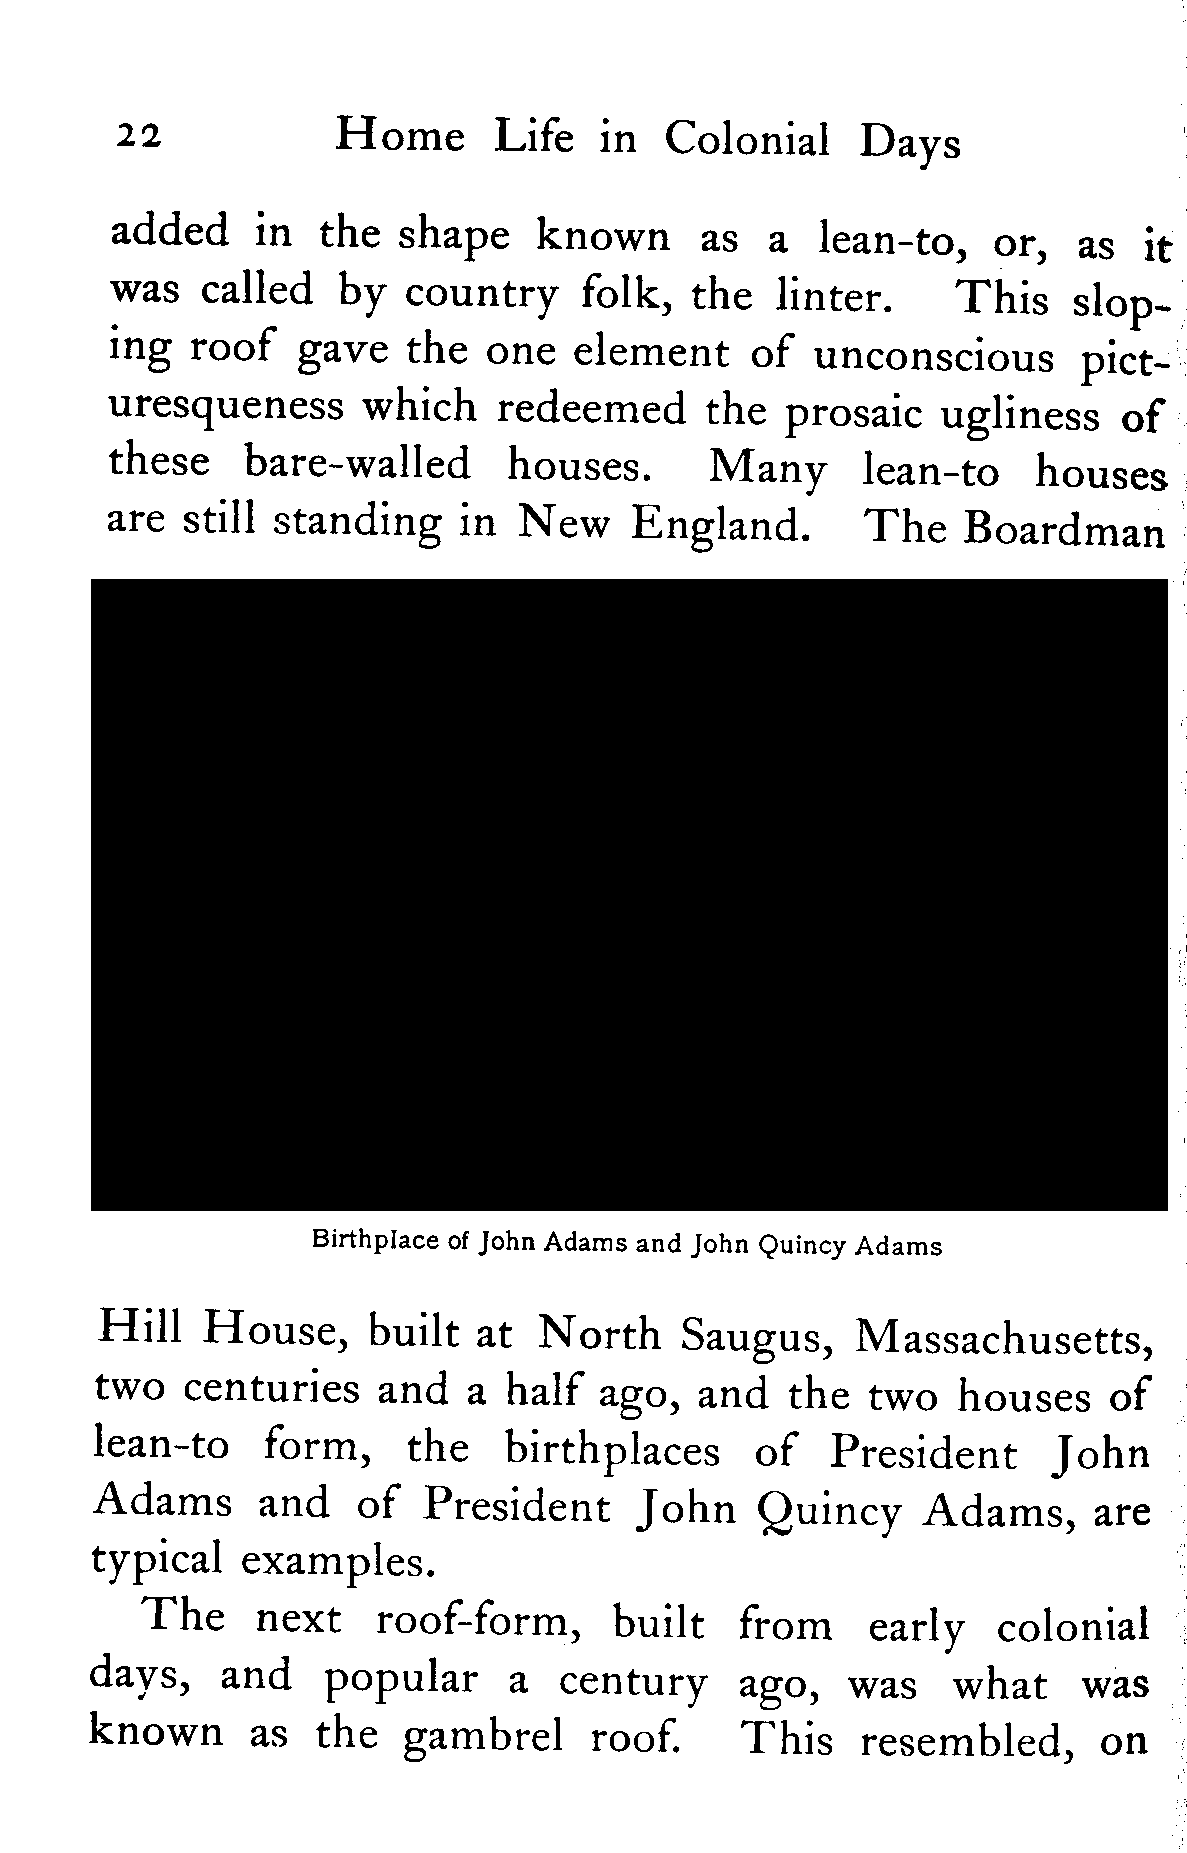 22 Home Life in Colonial Days
added in the shape known as a lean-to, or, as it
was called by country folk, the linter. This slop-
ing roof gave the one element of unconscious pict-
uresqueness which redeemed the prosaic ugliness of
these bare-walled houses. Many lean-to houses
are still standing in New England. The Boardman
Birthplace of John Adams and John Quincy Adams
Hill House, built at North Saugus, Massachusetts,
two centuries and a half ago, and the two houses of
lean-to form, the birthplaces of President John
Adams and of President John Quincy Adams, are
typical examples.
The next roof-form, built from early colonial
days, and popular a century ago, was what was
known as the gambrel roof. This resembled, on